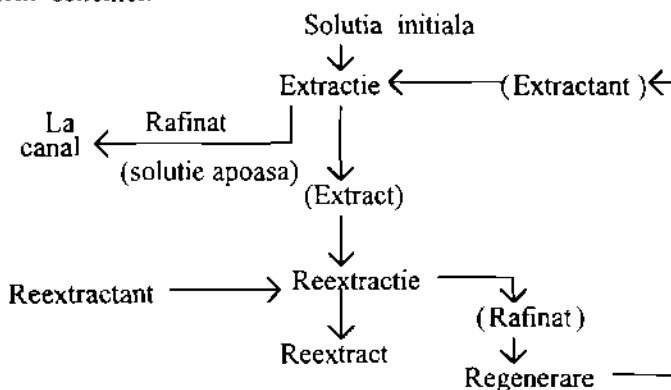 Solutia initiala
Extractie
(Extractant)
La
canal
Rafinat
(solutie apoasa)
(Extract)
Reextractant
Reextractie
(Rafinat)
Reextract
Regenerare